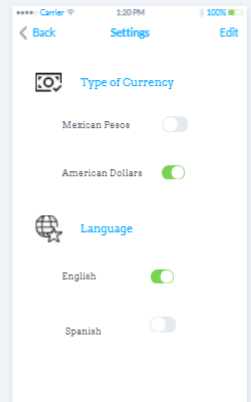 Carrier 1:20 PM 100%
Back Settings Edit
Type of Currency
Mexican Pesos
American Dollars
Language
English
Spanish